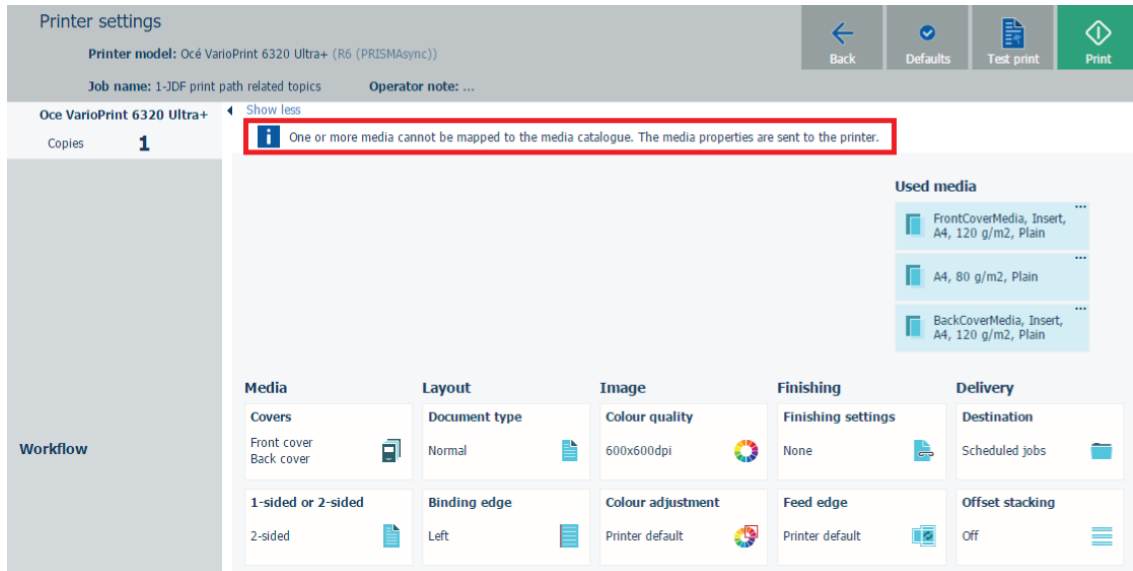 Printer settings
Printer model: Océ VarioPrint 6320 Ultra+ (R6 (PRISMAsync))
Job name: 1-JDF print path related topics Operator note: ...
Back
Defaults
Test print
Print
Oce VarioPrint 6320 Ultra+
Copies 1
Workflow
Show less
i One or more media cannot be mapped to the media catalogue. The media properties are sent to the printer.
Used media
FrontCoverMedia, Insert,
A4, 120 g/m2, Plain
A4, 80 g/m2, Plain
BackCoverMedia, Insert,
A4, 120 g/m2, Plain
Media
Covers
Front cover
Back cover
1-sided or 2-sided
2-sided
Layout
Document type
Normal
Binding edge
Left
Image
Colour quality
600x600dpi
Colour adjustment
Printer default
Finishing
Finishing settings
None
Feed edge
Printer default
Delivery
Destination
Scheduled jobs
Offset stacking
Off